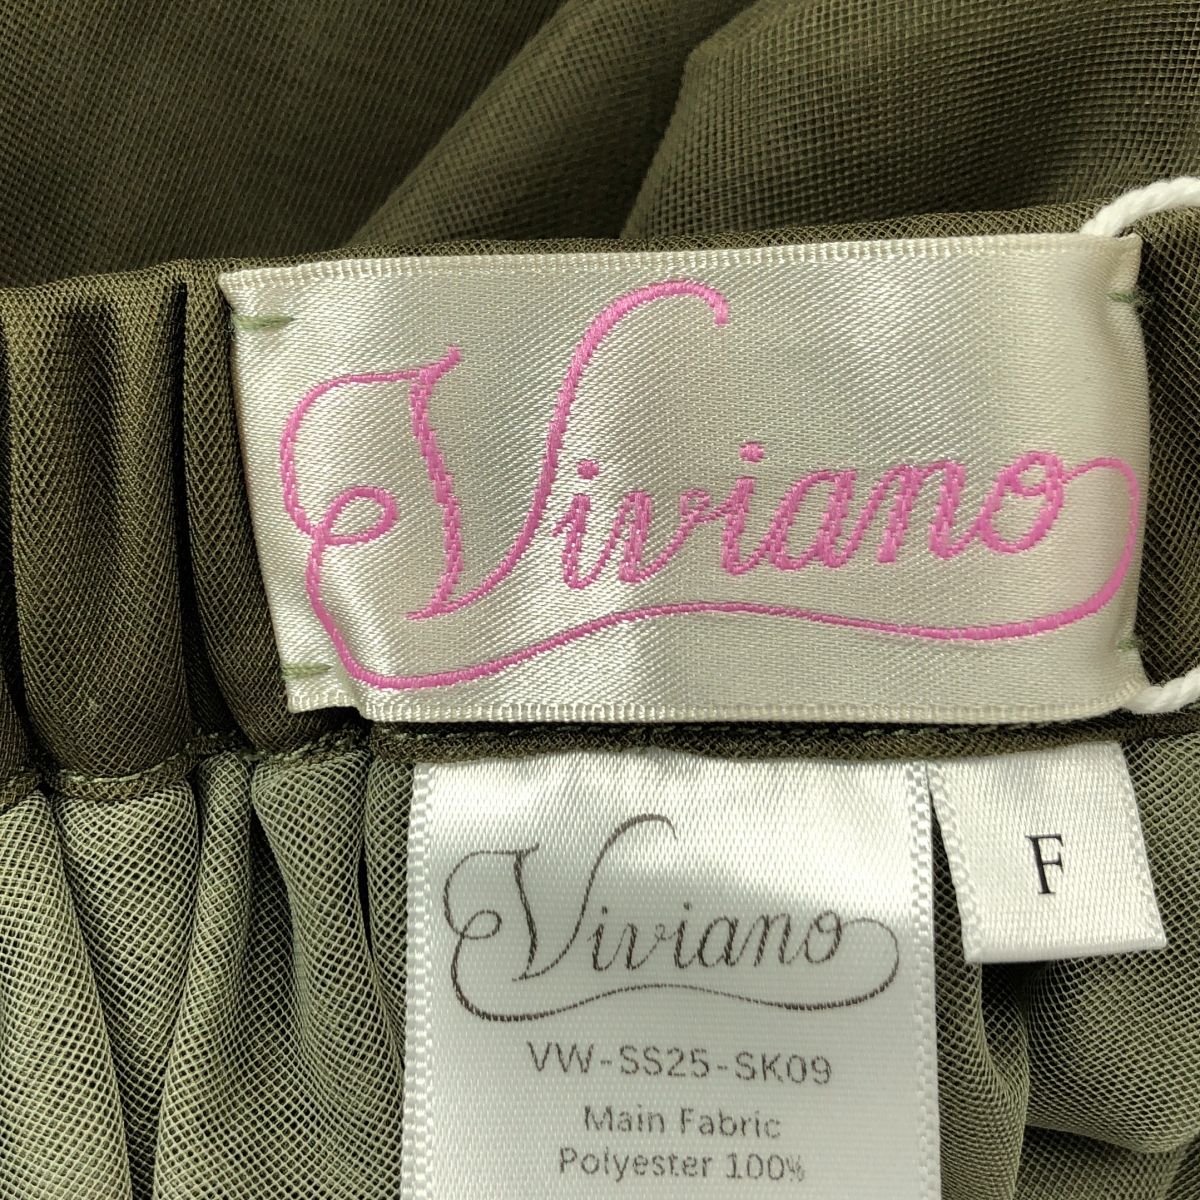 Viviano
Viviano
F
VW-SS25-SK09
Main Fabric
Polyester 100%